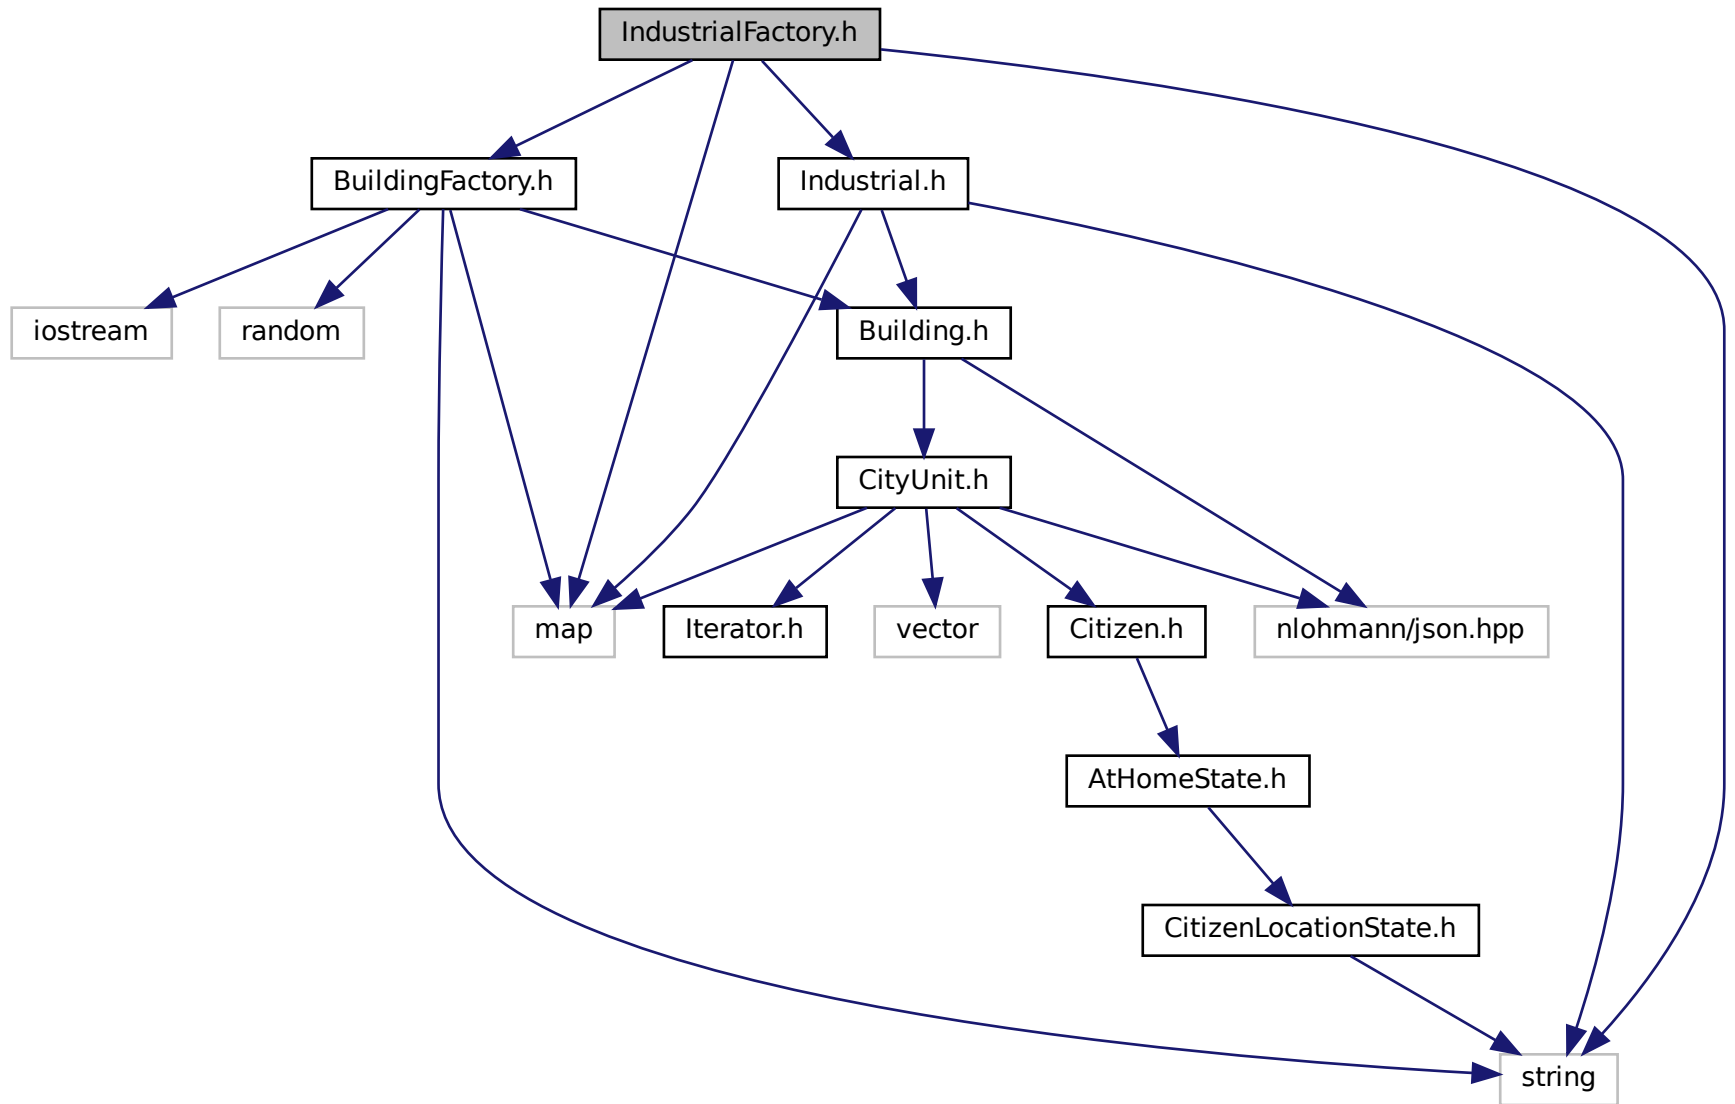 IndustrialFactory.h
BuildingFactory.h
Industrial.h
iostream
random
Building.h
CityUnit.h
map
Iterator.h
vector
Citizen.h
nlohmann/json.hpp
AtHomeState.h
CitizenLocationState.h
string